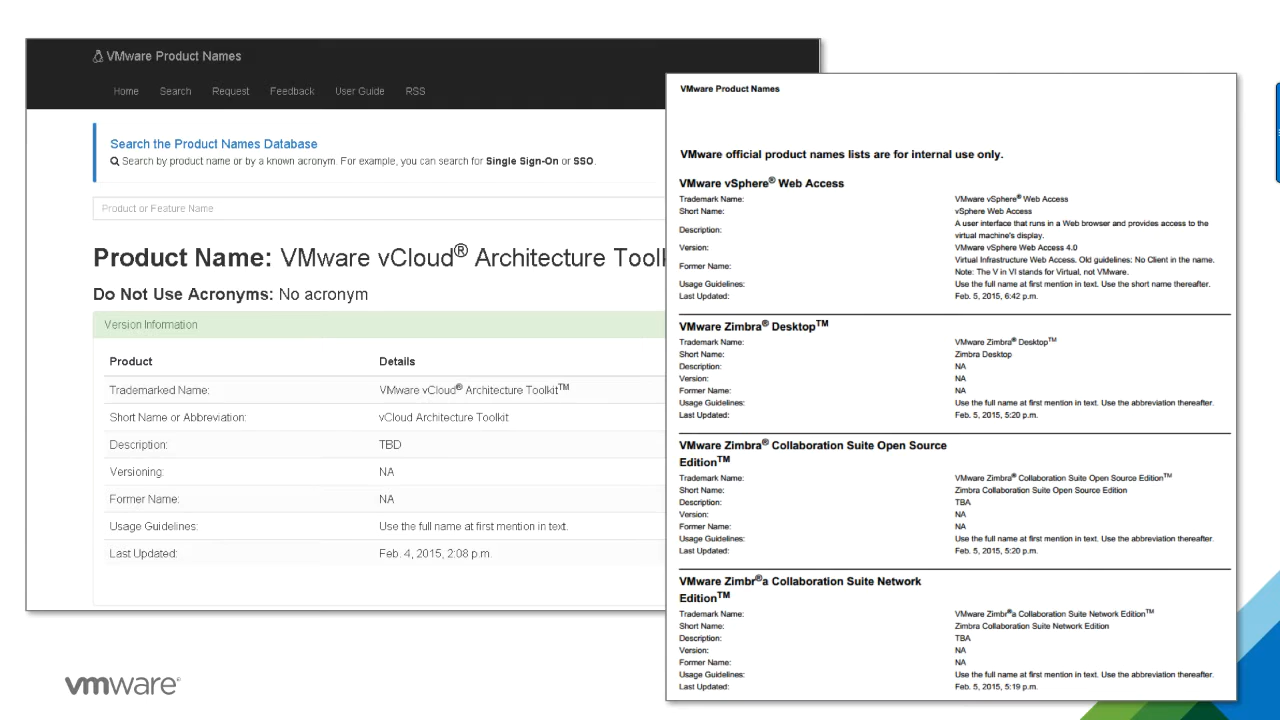 VMware Product Names
Home Search Request Feedback User Guide RSS
Search the Product Names Database
Search by product name or by a known acronym. For example, you can search for Single Sign-On or SSO.
Product or Feature Name
Product Name: VMware vCloud® Architecture Toolk
Do Not Use Acronyms: No acronym
Version Information
Product Details
Trademarked Name: VMware vCloud® Architecture Toolkit™
Short Name or Abbreviation: vCloud Architecture Toolkit
Description: TBD
Versioning: NA
Former Name: NA
Usage Guidelines: Use the full name at first mention in text.
Last Updated: Feb. 4, 2015, 2:08 p.m.
VMware Product Names
VMware official product names lists are for internal use only.
VMware vSphere® Web Access
Trademark Name: VMware vSphere® Web Access
Short Name: vSphere Web Access
Description: A user interface that runs in a Web browser and provides access to the
virtual machine's display.
Version: VMware vSphere Web Access 4.0
Former Name: Virtual Infrastructure Web Access. Old guidelines: No Client in the name.
Note: The V in VI stands for Virtual, not VMware.
Usage Guidelines: Use the full name at first mention in text. Use the short name thereafter.
Last Updated: Feb. 5, 2015, 6:42 p.m.
VMware Zimbra® Desktop™
Trademark Name: VMware Zimbra® Desktop™
Short Name: Zimbra Desktop
Description: NA
Version: NA
Former Name: NA
Usage Guidelines: Use the full name at first mention in text. Use the abbreviation thereafter.
Last Updated: Feb. 5, 2015, 5:20 p.m.
VMware Zimbra® Collaboration Suite Open Source
Edition™
Trademark Name: VMware Zimbra® Collaboration Suite Open Source Edition™
Short Name: Zimbra Collaboration Suite Open Source Edition
Description: TBA
Version: NA
Former Name: NA
Usage Guidelines: Use the full name at first mention in text. Use the abbreviation thereafter.
Last Updated: Feb. 5, 2015, 5:20 p.m.
VMware Zimbr®a Collaboration Suite Network
Edition™
Trademark Name: VMware Zimbr®a Collaboration Suite Network Edition™
Short Name: Zimbra Collaboration Suite Network Edition
Description: TBA
Version: NA
Former Name: NA
Usage Guidelines: Use the full name at first mention in text. Use the abbreviation thereafter.
Last Updated: Feb. 5, 2015, 5:19 p.m.
vmware®